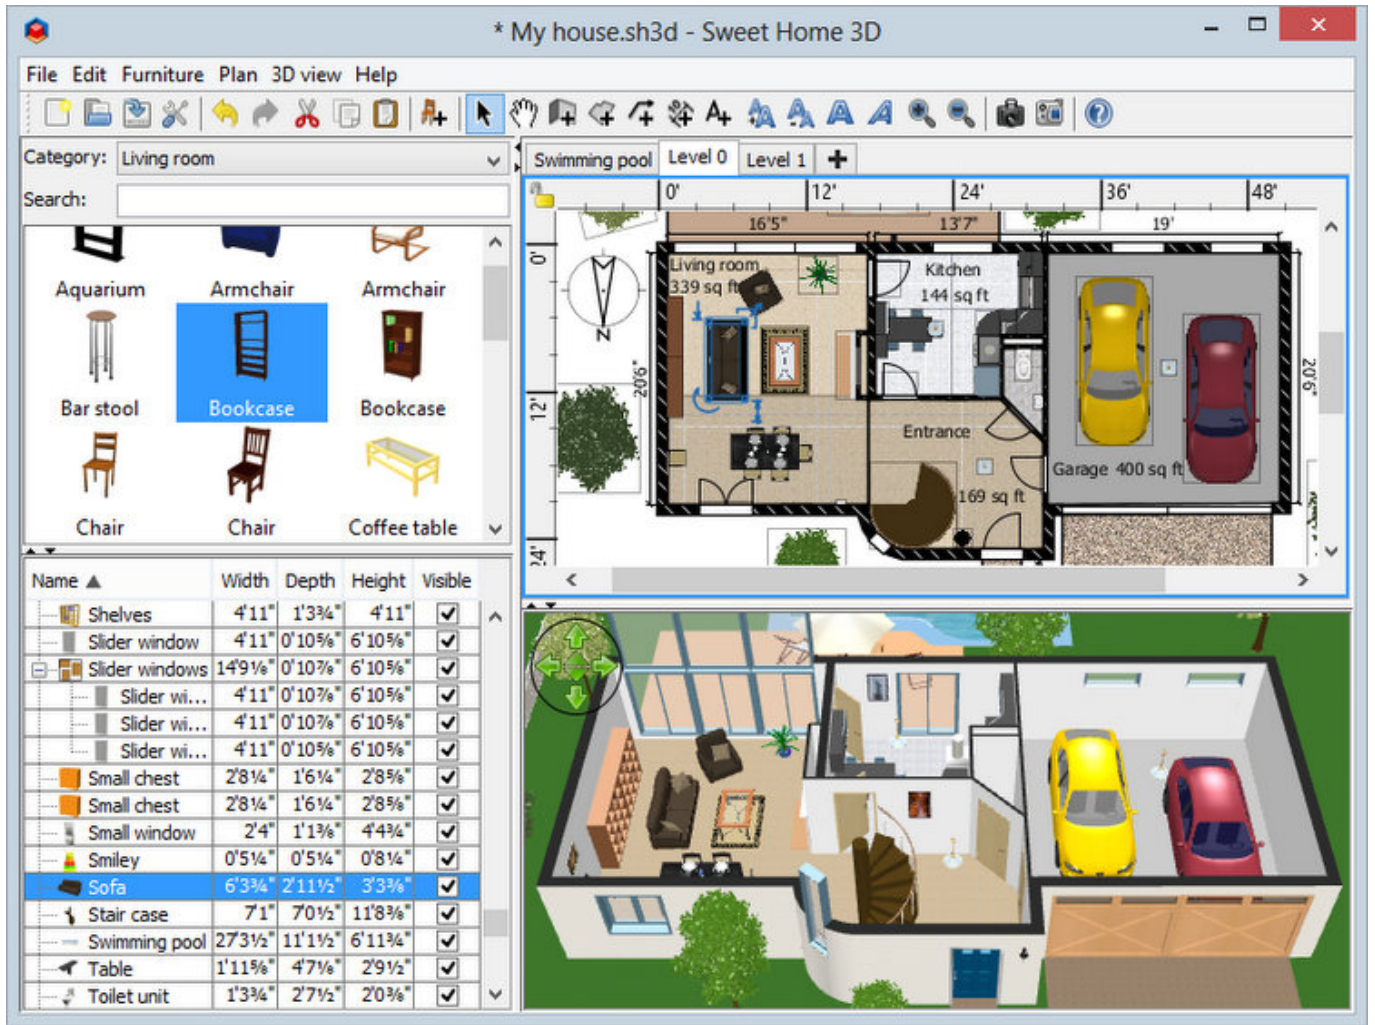 * My house.sh3d - Sweet Home 3D
File Edit Furniture Plan 3D view Help
Category: Living room
Search:
Aquarium Armchair Armchair
Bar stool Bookcase Bookcase
Chair Chair Coffee table
Name Width Depth Height Visible
Shelves 4'11" 1'3¾" 4'11"
Slider window 4'11" 0'10⅝" 6'10⅝"
Slider windows 14'9⅛" 0'10⅞" 6'10⅝"
Slider wi... 4'11" 0'10⅞" 6'10⅝"
Slider wi... 4'11" 0'10⅞" 6'10⅝"
Slider wi... 4'11" 0'10⅝" 6'10⅝"
Small chest 2'8¼" 1'6¼" 2'8⅝"
Small chest 2'8¼" 1'6¼" 2'8⅝"
Small window 2'4" 1'1⅜" 4'4¾"
Smiley 0'5¼" 0'5¼" 0'8¼"
Sofa 6'3¾" 2'11½" 3'3⅜"
Stair case 7'1" 7'0½" 11'8⅜"
Swimming pool 27'3½" 11'1½" 6'11¾"
Table 1'11⅝" 4'7⅛" 2'9½"
Toilet unit 1'3¾" 2'7½" 2'0⅜"
Swimming pool Level 0 Level 1
0' 12' 24' 36' 48'
16'5" 13'7" 19'
0'
12'
24'
Living room
339 sq ft
Kitchen
144 sq ft
N
20'6"
20'6"
Entrance
169 sq ft
Garage 400 sq ft